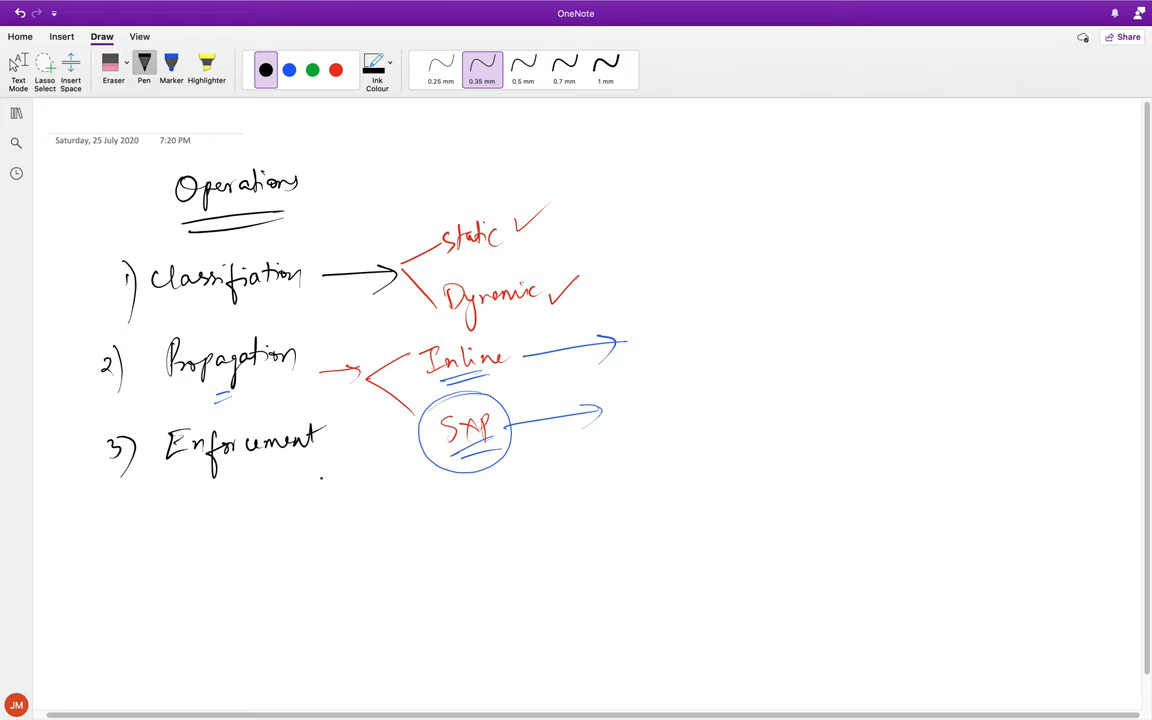 OneNote
Home Insert Draw View
Share
Text Mode
Lasso Select
Insert Space
Eraser
Pen
Marker
Highlighter
Ink Colour
0.25 mm
0.35 mm
0.5 mm
0.7 mm
1 mm
Saturday, 25 July 2020 7:20 PM
Operations
Static
1) Classifiation
Dynamic
2) Propagation
Inline
SXP
3) Enforcement
JM